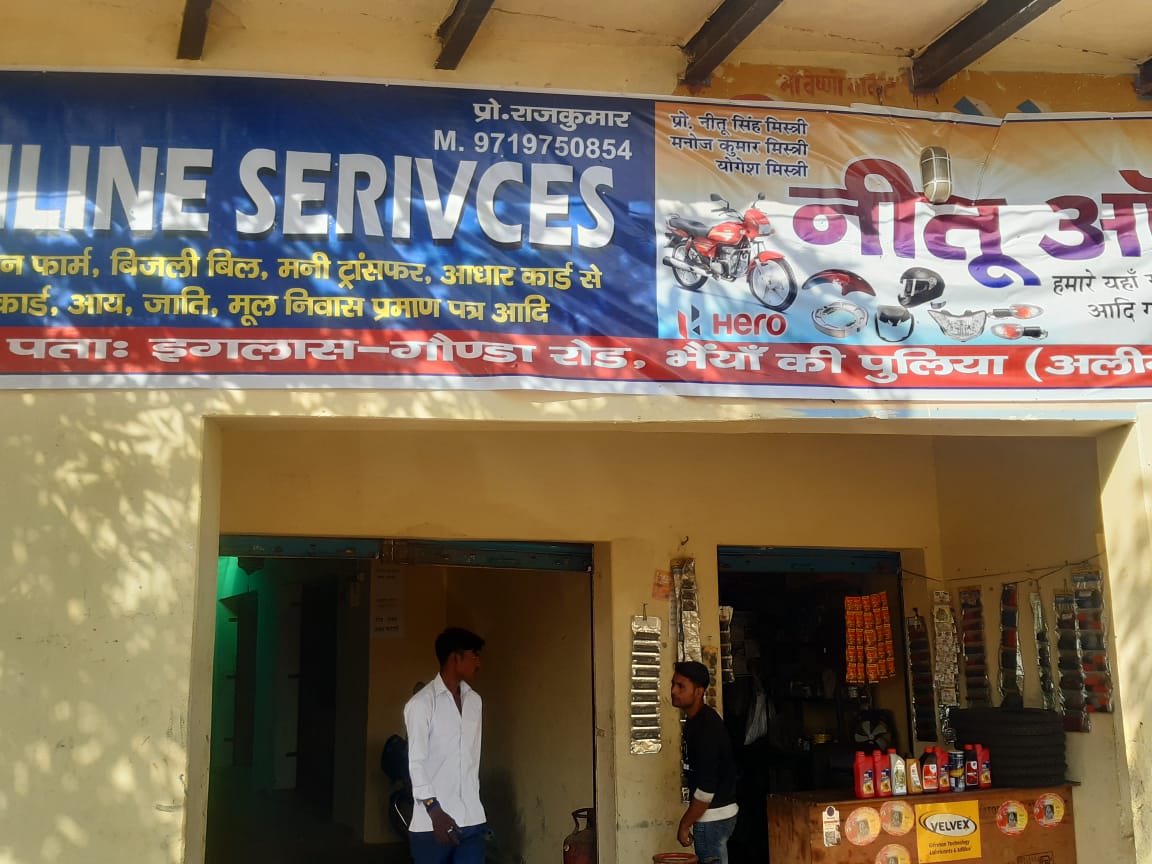 प्रो.राजकुमार
M. 9719750854
NLINE SERIVCES
न फार्म, बिजली बिल, मनी ट्रांसफर, आधार कार्ड से
कार्ड, आय, जाति, मूल निवास प्रमाण पत्र आदि
प्रो. नीतू सिंह मिस्त्री
मनोज कुमार मिस्त्री
योगेश मिस्त्री
नीतू ऑ
हमारे यहाँ
आदि
HERO
पताः इगलास-गौण्डा रोड, भैंयाँ की पुलिया (अली
VELVEX